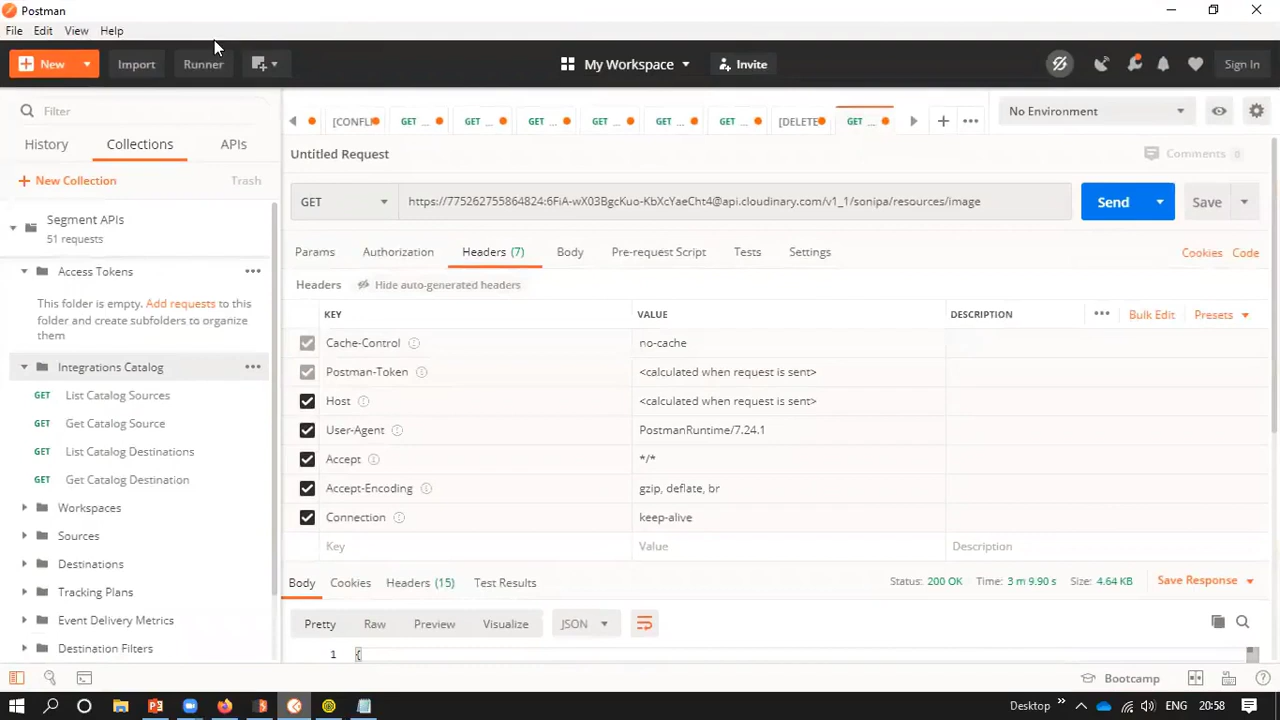 Postman
File Edit View Help
New Import Runner My Workspace Invite Sign In
Filter
History Collections APIs
New Collection Trash
Segment APIs
51 requests
Access Tokens
This folder is empty. Add requests to this
folder and create subfolders to organize
them
Integrations Catalog
GET List Catalog Sources
GET Get Catalog Source
GET List Catalog Destinations
GET Get Catalog Destination
Workspaces
Sources
Destinations
Tracking Plans
Event Delivery Metrics
Destination Filters
[CONFLI GET ... GET ... GET ... GET ... GET ... GET ... [DELETE GET ... No Environment
Untitled Request Comments 0
GET https://775262755864824:6FiA-wX03BgcKuo-KbXcYaeCht4@api.cloudinary.com/v1_1/sonipa/resources/image Send Save
Params Authorization Headers (7) Body Pre-request Script Tests Settings Cookies Code
Headers Hide auto-generated headers
KEY VALUE DESCRIPTION Bulk Edit Presets
Cache-Control no-cache
Postman-Token <calculated when request is sent>
Host <calculated when request is sent>
User-Agent PostmanRuntime/7.24.1
Accept */*
Accept-Encoding gzip, deflate, br
Connection keep-alive
Key Value Description
Body Cookies Headers (15) Test Results Status: 200 OK Time: 3 m 9.90 s Size: 4.64 KB Save Response
Pretty Raw Preview Visualize JSON
1 {
Bootcamp
Desktop ENG 20:58